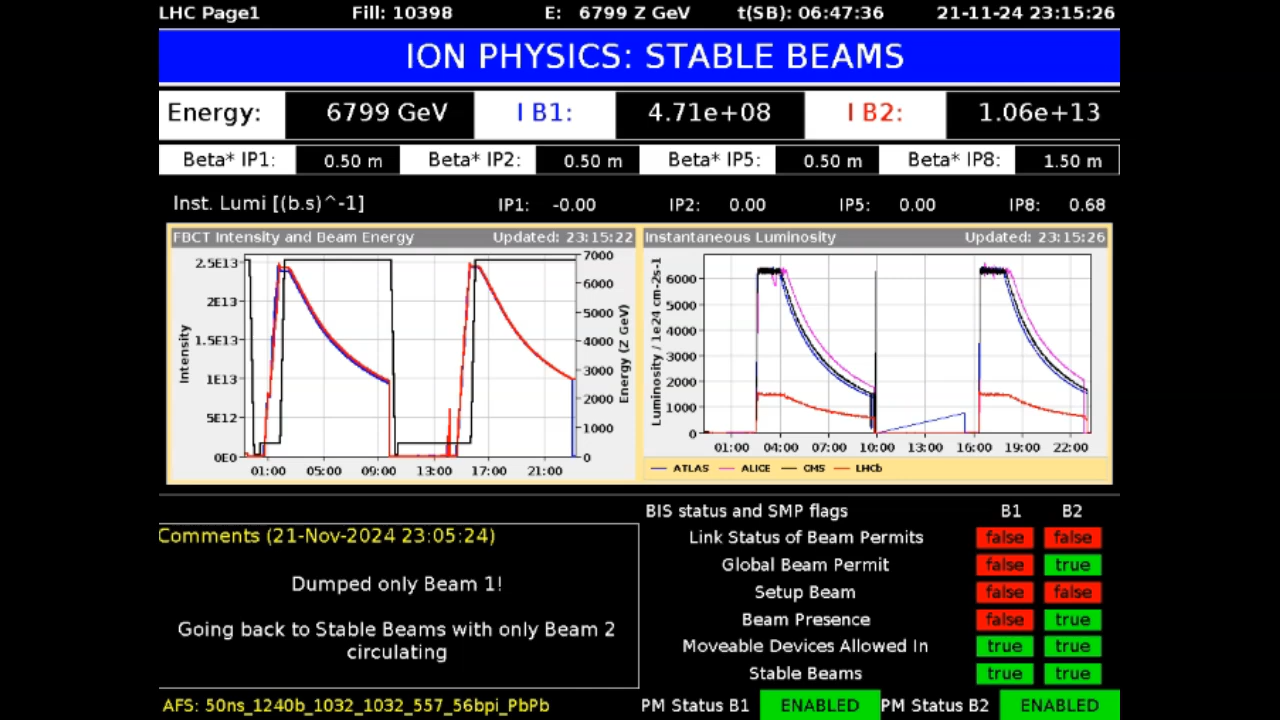 LHC Page1 Fill: 10398 E: 6799 Z GeV t(SB): 06:47:36 21-11-24 23:15:26
ION PHYSICS: STABLE BEAMS
Energy: 6799 GeV I B1: 4.71e+08 I B2: 1.06e+13
Beta* IP1: 0.50 m Beta* IP2: 0.50 m Beta* IP5: 0.50 m Beta* IP8: 1.50 m
Inst. Lumi [(b.s)^-1] IP1: -0.00 IP2: 0.00 IP5: 0.00 IP8: 0.68
FBCT Intensity and Beam Energy Updated: 23:15:22
Intensity
2.5E13
2E13
1.5E13
1E13
5E12
0E0
7000
6000
5000
4000
3000
2000
1000
0
Energy (Z GeV)
01:00 05:00 09:00 13:00 17:00 21:00
Instantaneous Luminosity Updated: 23:15:26
Luminosity / 1e24 cm-2s-1
6000
5000
4000
3000
2000
1000
0
01:00 04:00 07:00 10:00 13:00 16:00 19:00 22:00
ATLAS ALICE CMS LHCb
Comments (21-Nov-2024 23:05:24)
Dumped only Beam 1!
Going back to Stable Beams with only Beam 2
circulating
BIS status and SMP flags B1 B2
Link Status of Beam Permits false false
Global Beam Permit false true
Setup Beam false false
Beam Presence false true
Moveable Devices Allowed In true true
Stable Beams true true
AFS: 50ns_1240b_1032_1032_557_56bpi_PbPb PM Status B1 ENABLED PM Status B2 ENABLED